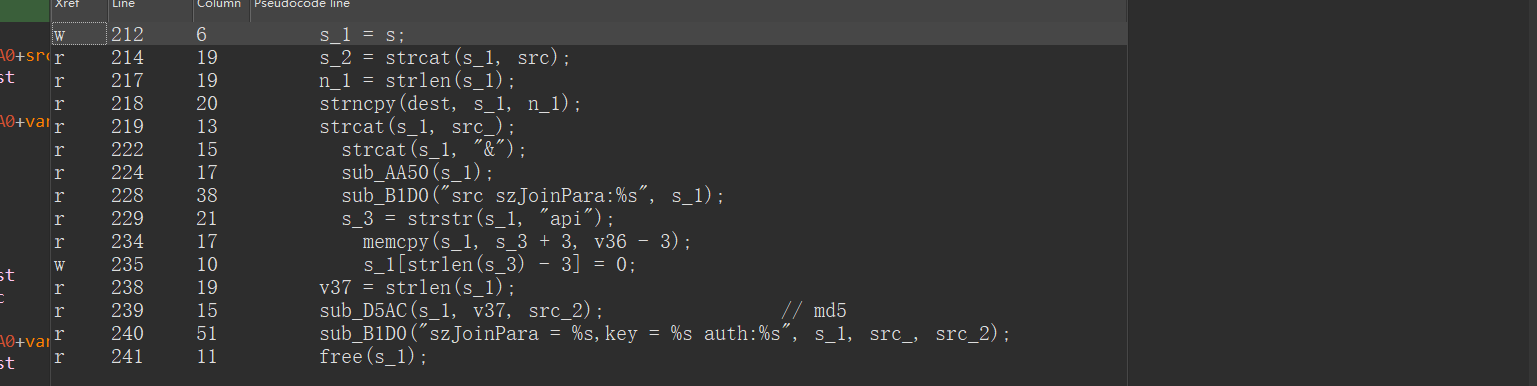 Xref Line Column Pseudocode line
w 212 6 s_1 = s;
A0+src r 214 19 s_2 = strcat(s_1, src);
st r 217 19 n_1 = strlen(s_1);
r 218 20 strncpy(dest, s_1, n_1);
A0+var r 219 13 strcat(s_1, src_);
r 222 15 strcat(s_1, "&");
r 224 17 sub_AA50(s_1);
r 228 38 sub_B1D0("src szJoinPara:%s", s_1);
r 229 21 s_3 = strstr(s_1, "api");
r 234 17 memcpy(s_1, s_3 + 3, v36 - 3);
st w 235 10 s_1[strlen(s_3) - 3] = 0;
c r 238 19 v37 = strlen(s_1);
r 239 15 sub_D5AC(s_1, v37, src_2); // md5
A0+var r 240 51 sub_B1D0("szJoinPara = %s,key = %s auth:%s", s_1, src_, src_2);
st r 241 11 free(s_1);